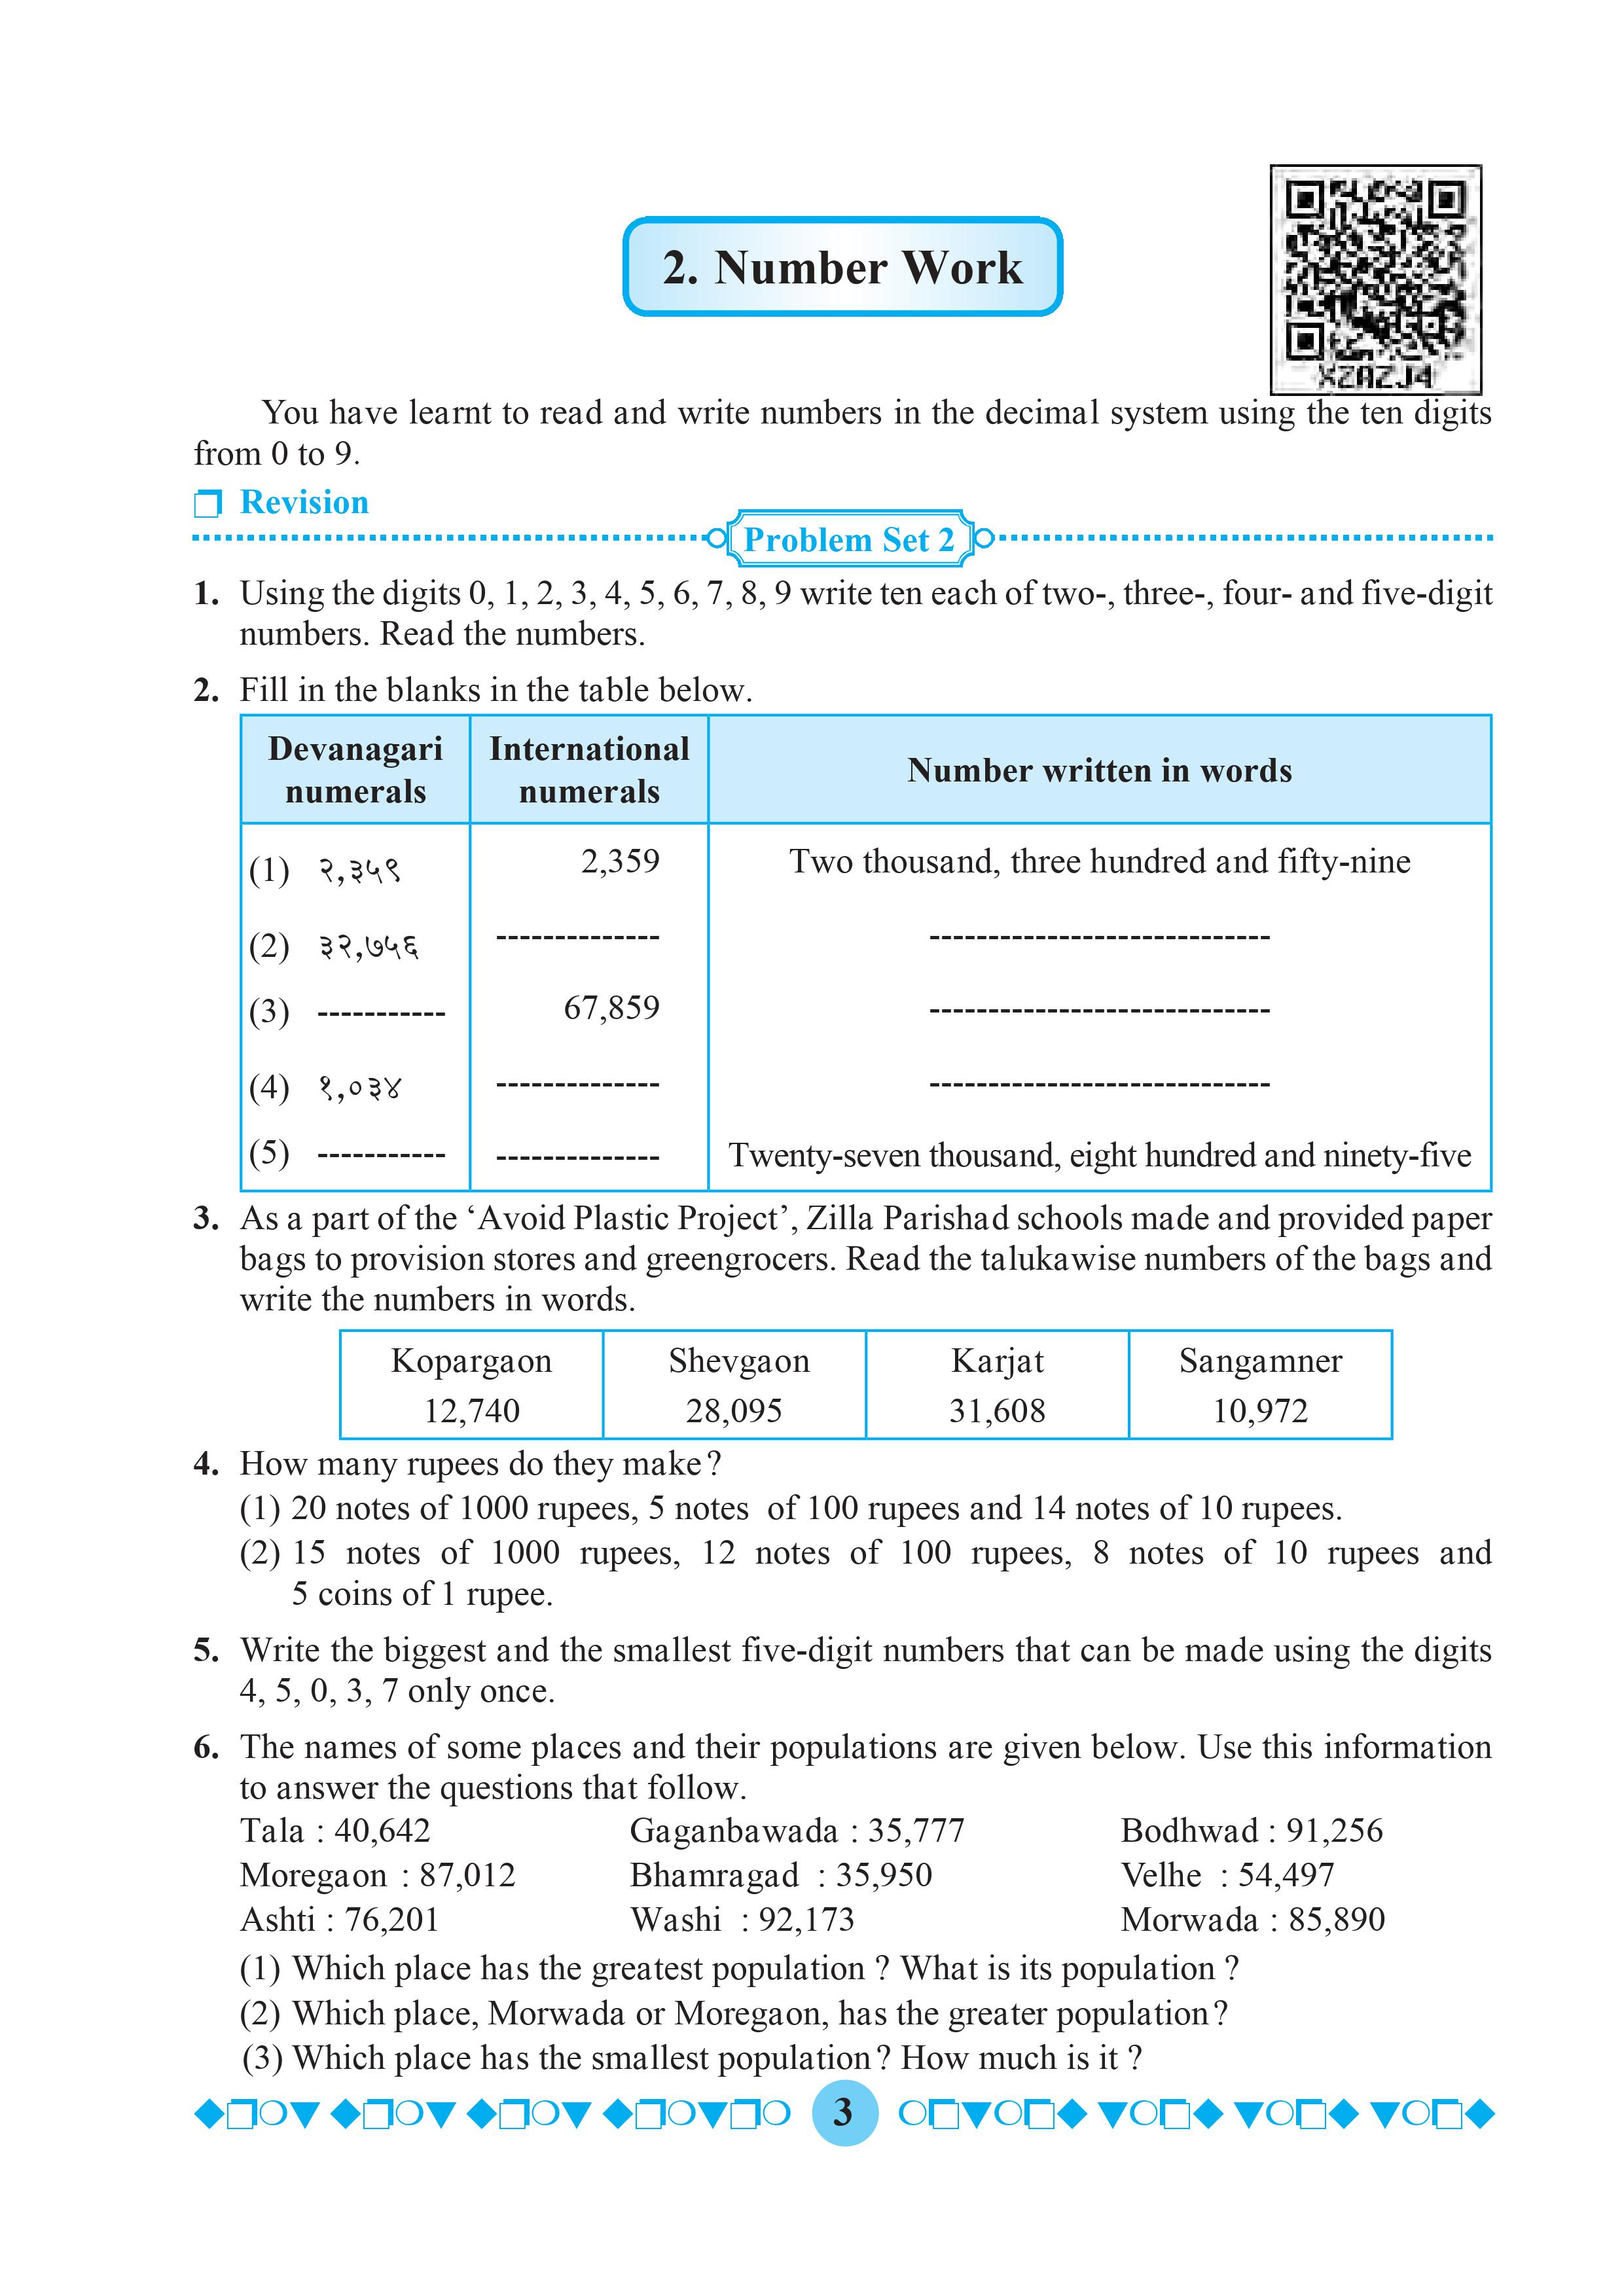 2. Number Work
XZAZJ4
You have learnt to read and write numbers in the decimal system using the ten digits
from 0 to 9.
Revision
Problem Set 2
1. Using the digits 0, 1, 2, 3, 4, 5, 6, 7, 8, 9 write ten each of two-, three-, four- and five-digit
numbers. Read the numbers.
2. Fill in the blanks in the table below.
Devanagari numerals | International numerals | Number written in words
(1) २,३५९ 2,359 Two thousand, three hundred and fifty-nine
(2) ३२,७५६ -------------- -----------------------------
(3) ----------- 67,859 -----------------------------
(4) १,०३४ -------------- -----------------------------
(5) ----------- -------------- Twenty-seven thousand, eight hundred and ninety-five
3. As a part of the ‘Avoid Plastic Project’, Zilla Parishad schools made and provided paper
bags to provision stores and greengrocers. Read the talukawise numbers of the bags and
write the numbers in words.
Kopargaon Shevgaon Karjat Sangamner
12,740 28,095 31,608 10,972
4. How many rupees do they make ?
(1) 20 notes of 1000 rupees, 5 notes of 100 rupees and 14 notes of 10 rupees.
(2) 15 notes of 1000 rupees, 12 notes of 100 rupees, 8 notes of 10 rupees and
5 coins of 1 rupee.
5. Write the biggest and the smallest five-digit numbers that can be made using the digits
4, 5, 0, 3, 7 only once.
6. The names of some places and their populations are given below. Use this information
to answer the questions that follow.
Tala : 40,642 Gaganbawada : 35,777 Bodhwad : 91,256
Moregaon : 87,012 Bhamragad : 35,950 Velhe : 54,497
Ashti : 76,201 Washi : 92,173 Morwada : 85,890
(1) Which place has the greatest population ? What is its population ?
(2) Which place, Morwada or Moregaon, has the greater population ?
(3) Which place has the smallest population ? How much is it ?
3